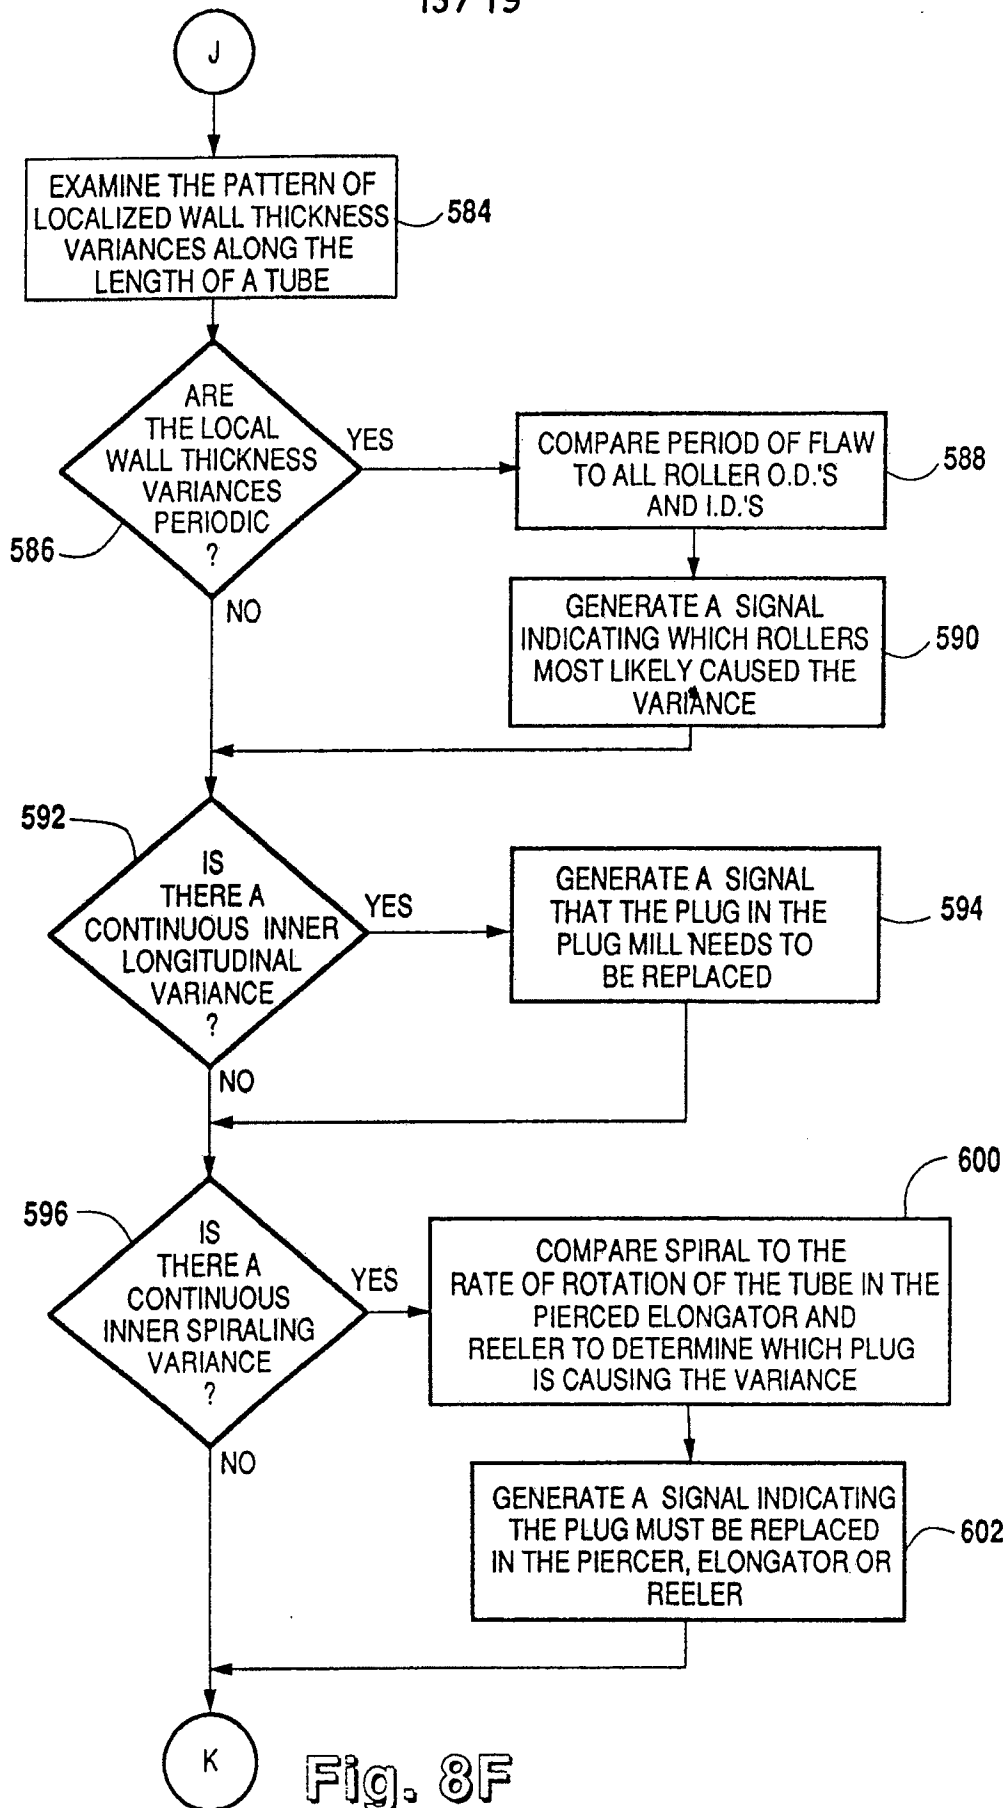 13/19
J
EXAMINE THE PATTERN OF
LOCALIZED WALL THICKNESS
VARIANCES ALONG THE
LENGTH OF A TUBE
584
ARE
THE LOCAL
WALL THICKNESS
VARIANCES
PERIODIC
?
586
YES
NO
COMPARE PERIOD OF FLAW
TO ALL ROLLER O.D.'S
AND I.D.'S
588
GENERATE A SIGNAL
INDICATING WHICH ROLLERS
MOST LIKELY CAUSED THE
VARIANCE
590
592
IS
THERE A
CONTINUOUS INNER
LONGITUDINAL
VARIANCE
?
YES
NO
GENERATE A SIGNAL
THAT THE PLUG IN THE
PLUG MILL NEEDS TO
BE REPLACED
594
596
IS
THERE A
CONTINUOUS
INNER SPIRALING
VARIANCE
?
YES
NO
600
COMPARE SPIRAL TO THE
RATE OF ROTATION OF THE TUBE IN THE
PIERCED ELONGATOR AND
REELER TO DETERMINE WHICH PLUG
IS CAUSING THE VARIANCE
GENERATE A SIGNAL INDICATING
THE PLUG MUST BE REPLACED
IN THE PIERCER, ELONGATOR OR
REELER
602
K
Fig. 8F